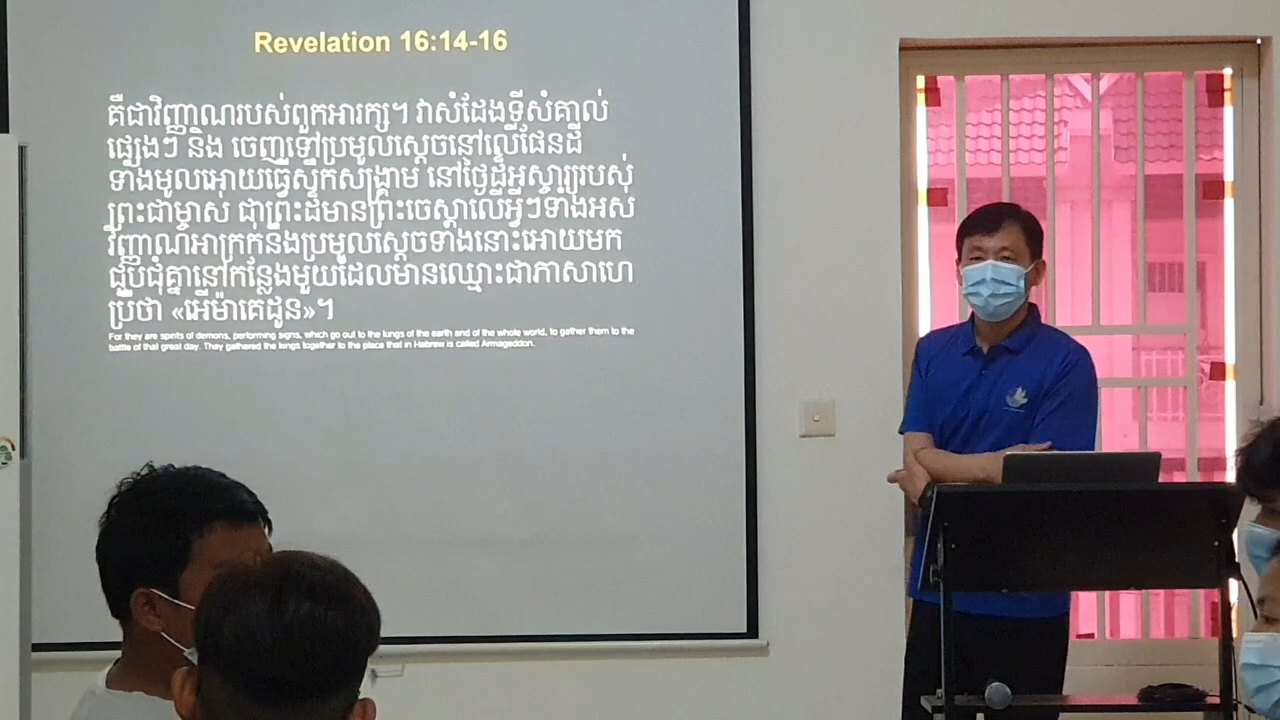 Revelation 16:14-16
គឺជាវិញ្ញាណរបស់ពួកអារក្ស។ វាសំដែងទីសំគាល់
ផ្សេងៗ និង ចេញទៅប្រមូលស្ដេចនៅលើផែនដី
ទាំងមូលអោយធ្វើសឹកសង្គ្រាម នៅថ្ងៃដ៏អស្ចារ្យរបស់
ព្រះជាម្ចាស់ ជាព្រះដ៏មានព្រះចេស្ដាលើអ្វីៗទាំងអស់
វិញ្ញាណអាក្រក់នឹងប្រមូលស្ដេចទាំងនោះអោយមក
ជួបជុំគ្នានៅកន្លែងមួយដែលមានឈ្មោះជាភាសាហេ
ប្រឺថា «អើម៉ាគេដូន»។
For they are spirits of demons, performing signs, which go out to the kings of the earth and of the whole world, to gather them to the
battle of that great day. They gathered the kings together to the place that in Hebrew is called Armageddon.